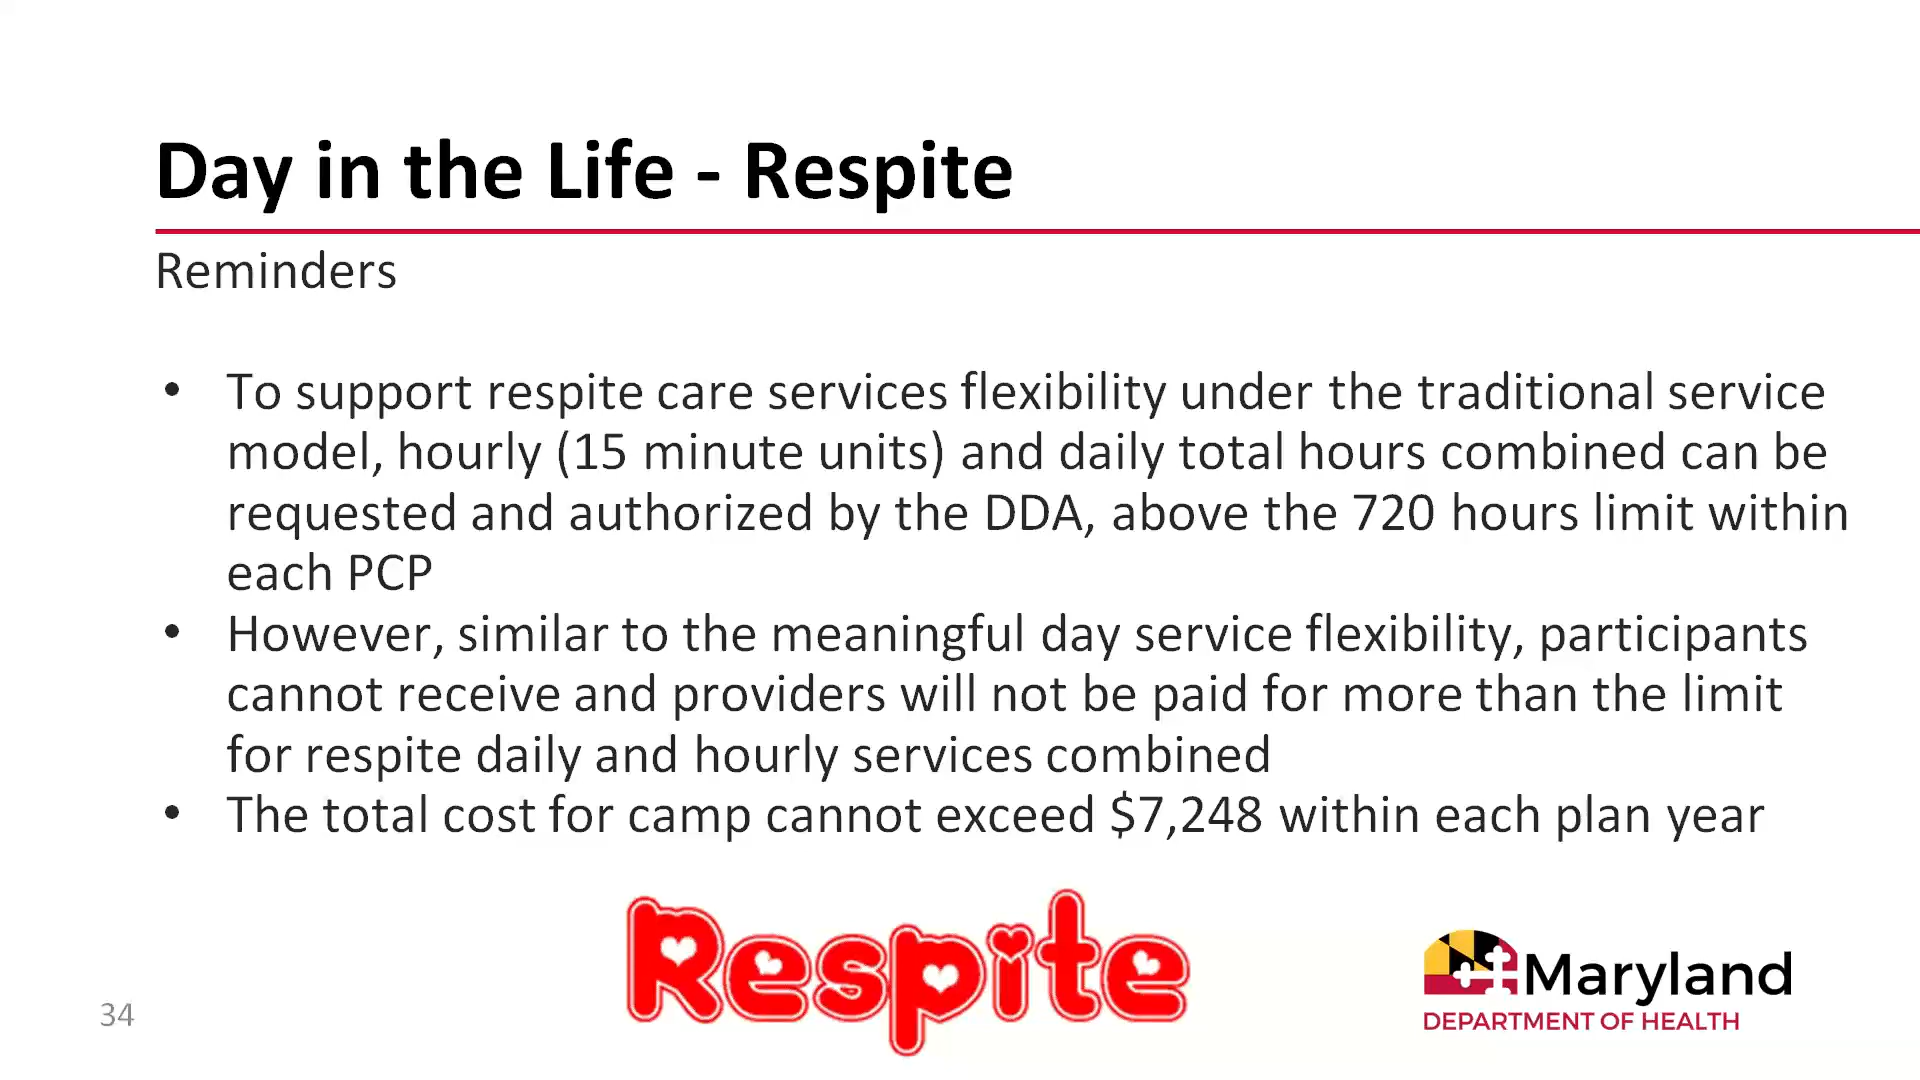 Day in the Life - Respite
Reminders
• To support respite care services flexibility under the traditional service
model, hourly (15 minute units) and daily total hours combined can be
requested and authorized by the DDA, above the 720 hours limit within
each PCP
• However, similar to the meaningful day service flexibility, participants
cannot receive and providers will not be paid for more than the limit
for respite daily and hourly services combined
• The total cost for camp cannot exceed $7,248 within each plan year
Respite
Maryland
DEPARTMENT OF HEALTH
34